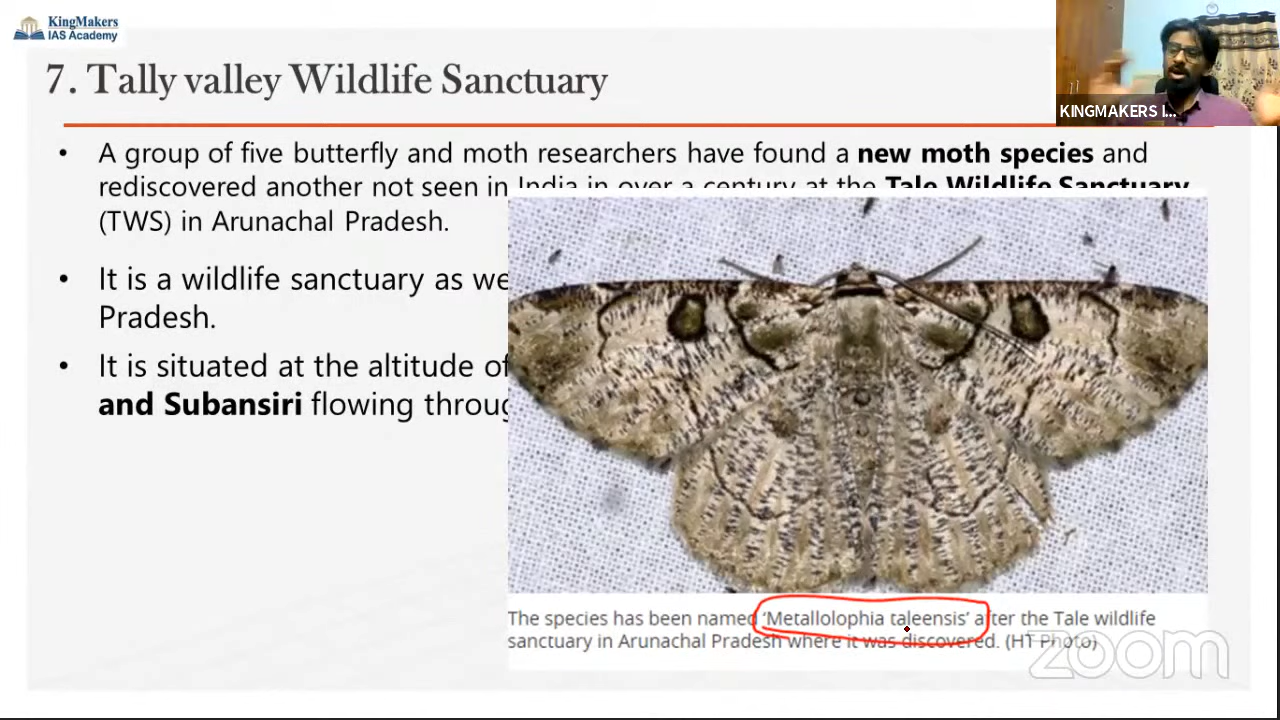 KingMakers
IAS Academy
7. Tally valley Wildlife Sanctuary
KINGMAKERS I...
• A group of five butterfly and moth researchers have found a new moth species and
rediscovered another not seen in India in over a century at the Tale Wildlife Sanctuary
(TWS) in Arunachal Pradesh.
• It is a wildlife sanctuary as we
Pradesh.
• It is situated at the altitude of
and Subansiri flowing throug
The species has been named ‘Metallolophia taleensis’ after the Tale wildlife
sanctuary in Arunachal Pradesh where it was discovered. (HT Photo)
zoom